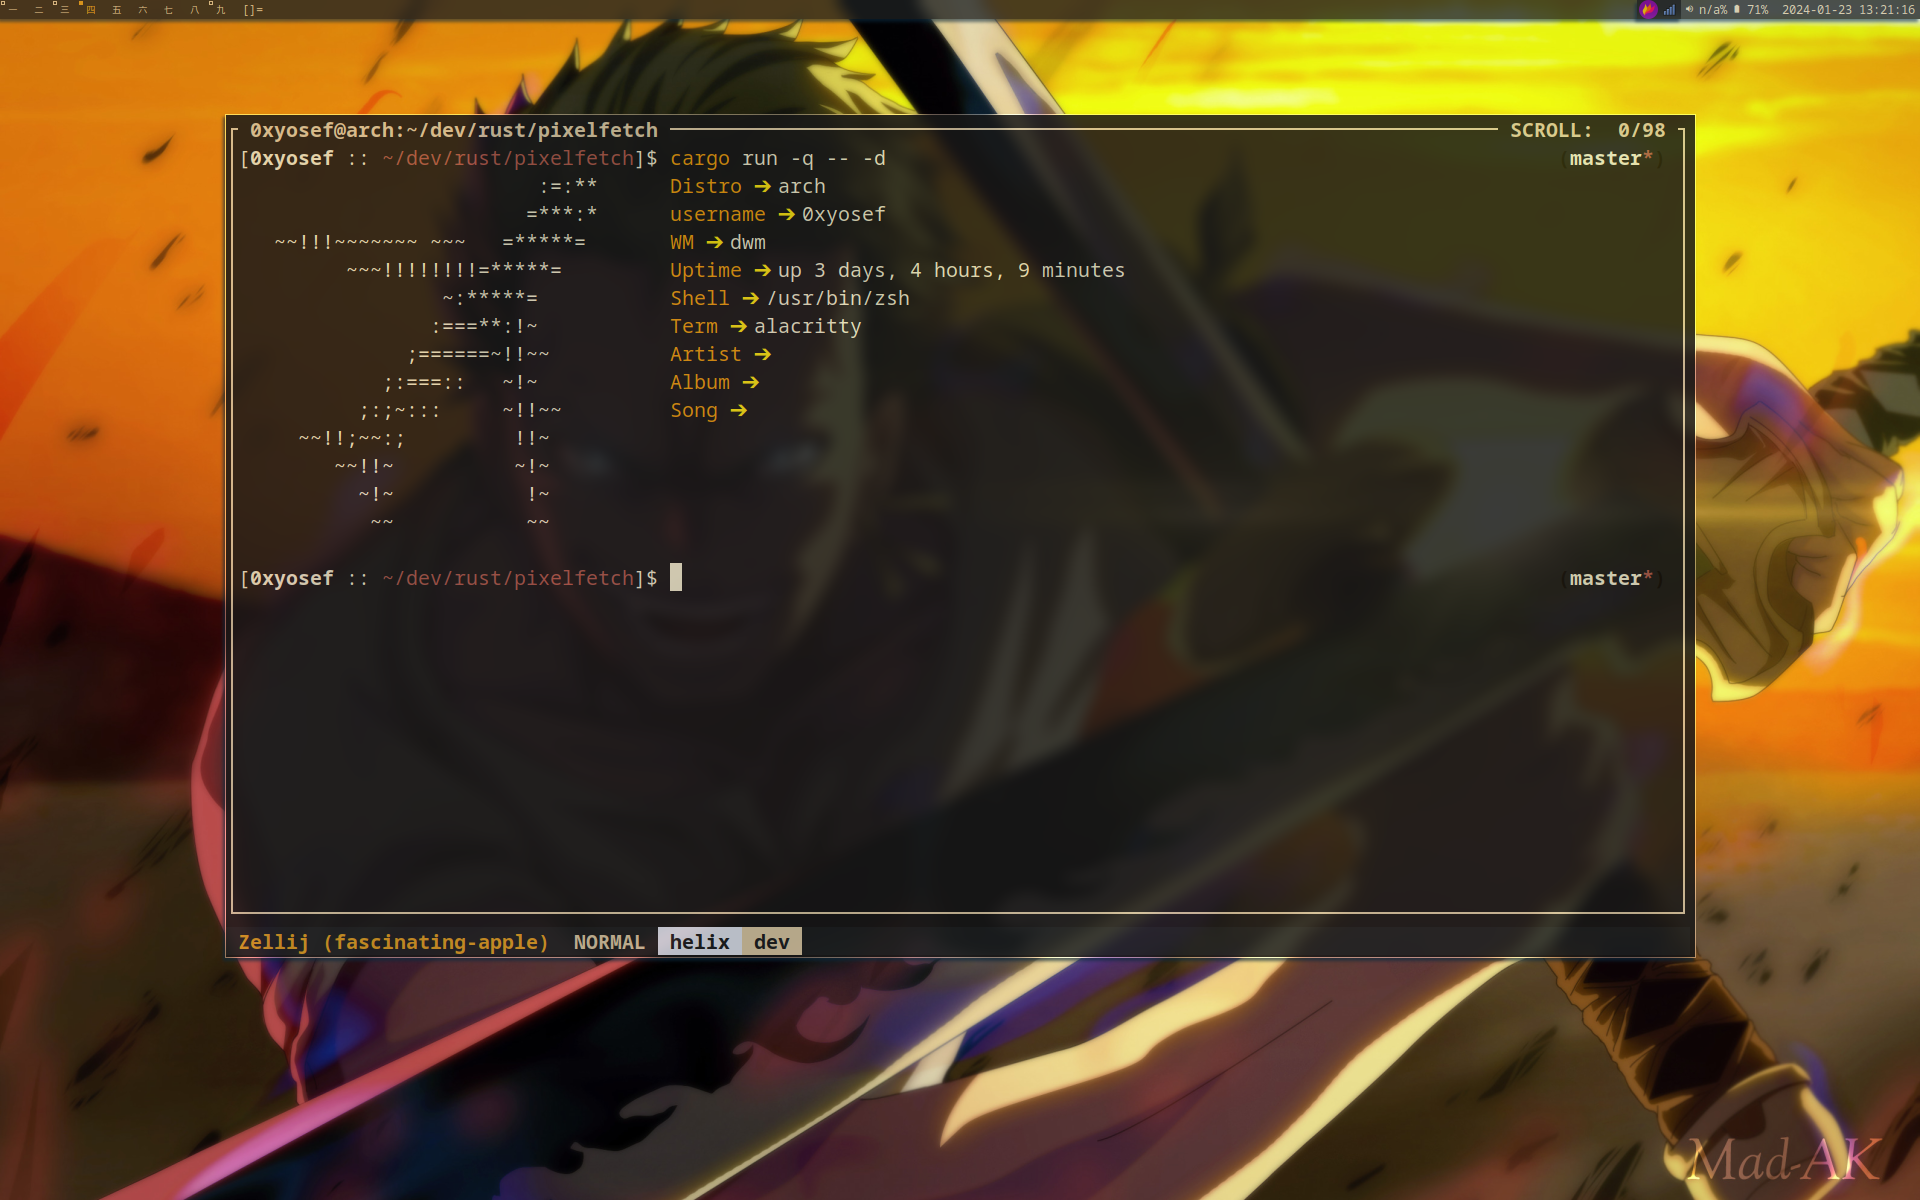 一 二 三 四 五 六 七 八 九 []= n/a% 71% 2024-01-23 13:21:16
0xyosef@arch:~/dev/rust/pixelfetch SCROLL: 0/98
[0xyosef :: ~/dev/rust/pixelfetch]$ cargo run -q -- -d (master*)
:=:** Distro ➔ arch
=***:* username ➔ 0xyosef
~~!!!~~~~~~~ ~~~ =*****= WM ➔ dwm
~~~!!!!!!!!=*****= Uptime ➔ up 3 days, 4 hours, 9 minutes
~:*****= Shell ➔ /usr/bin/zsh
:===**:!~ Term ➔ alacritty
;======~!!~~ Artist ➔
;:===:: ~!~ Album ➔
;:;~::: ~!!~~ Song ➔
~~!!;~~:; !!~
~~!!~ ~!~
~!~ !~
~~ ~~
[0xyosef :: ~/dev/rust/pixelfetch]$ (master*)
Zellij (fascinating-apple) NORMAL helix dev
Mad-AK